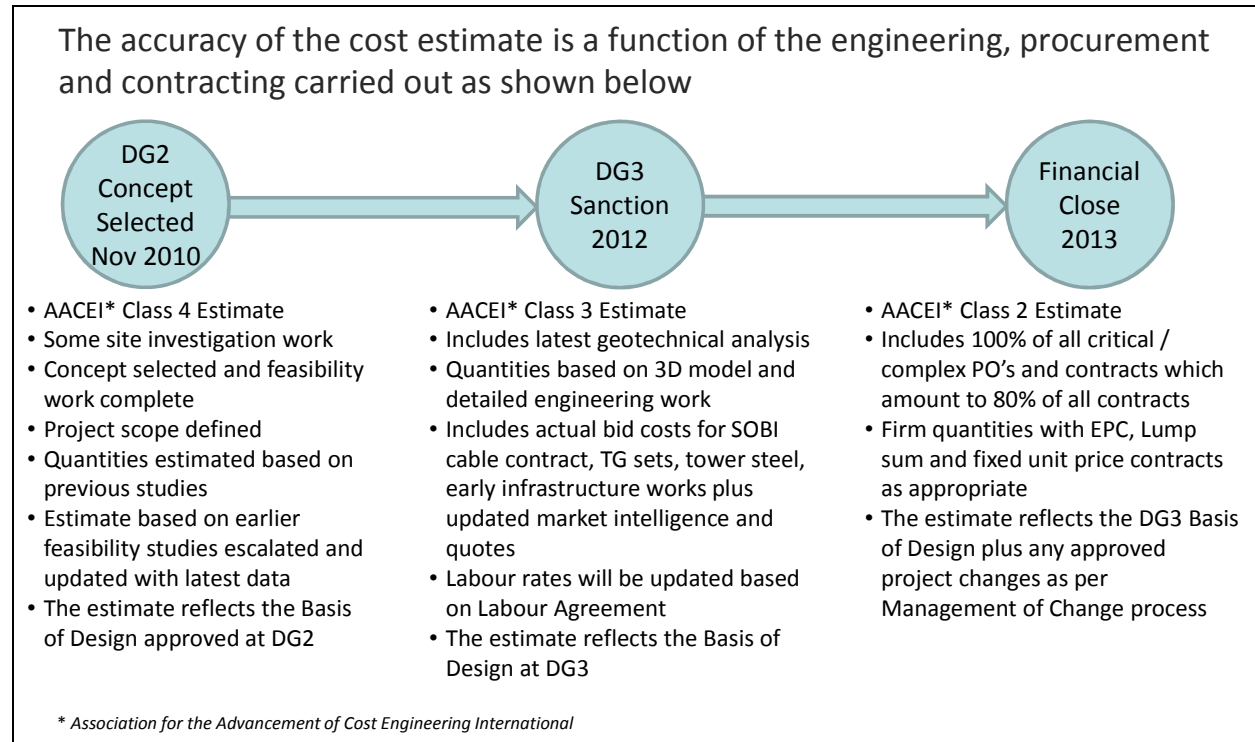 The accuracy of the cost estimate is a function of the engineering, procurement
and contracting carried out as shown below
DG2
Concept
Selected
Nov 2010
DG3
Sanction
2012
Financial
Close
2013
• AACEI* Class 4 Estimate
• Some site investigation work
• Concept selected and feasibility
work complete
• Project scope defined
• Quantities estimated based on
previous studies
• Estimate based on earlier
feasibility studies escalated and
updated with latest data
• The estimate reflects the Basis
of Design approved at DG2
• AACEI* Class 3 Estimate
• Includes latest geotechnical analysis
• Quantities based on 3D model and
detailed engineering work
• Includes actual bid costs for SOBI
cable contract, TG sets, tower steel,
early infrastructure works plus
updated market intelligence and
quotes
• Labour rates will be updated based
on Labour Agreement
• The estimate reflects the Basis of
Design at DG3
• AACEI* Class 2 Estimate
• Includes 100% of all critical /
complex PO’s and contracts which
amount to 80% of all contracts
• Firm quantities with EPC, Lump
sum and fixed unit price contracts
as appropriate
• The estimate reflects the DG3 Basis
of Design plus any approved
project changes as per
Management of Change process
* Association for the Advancement of Cost Engineering International